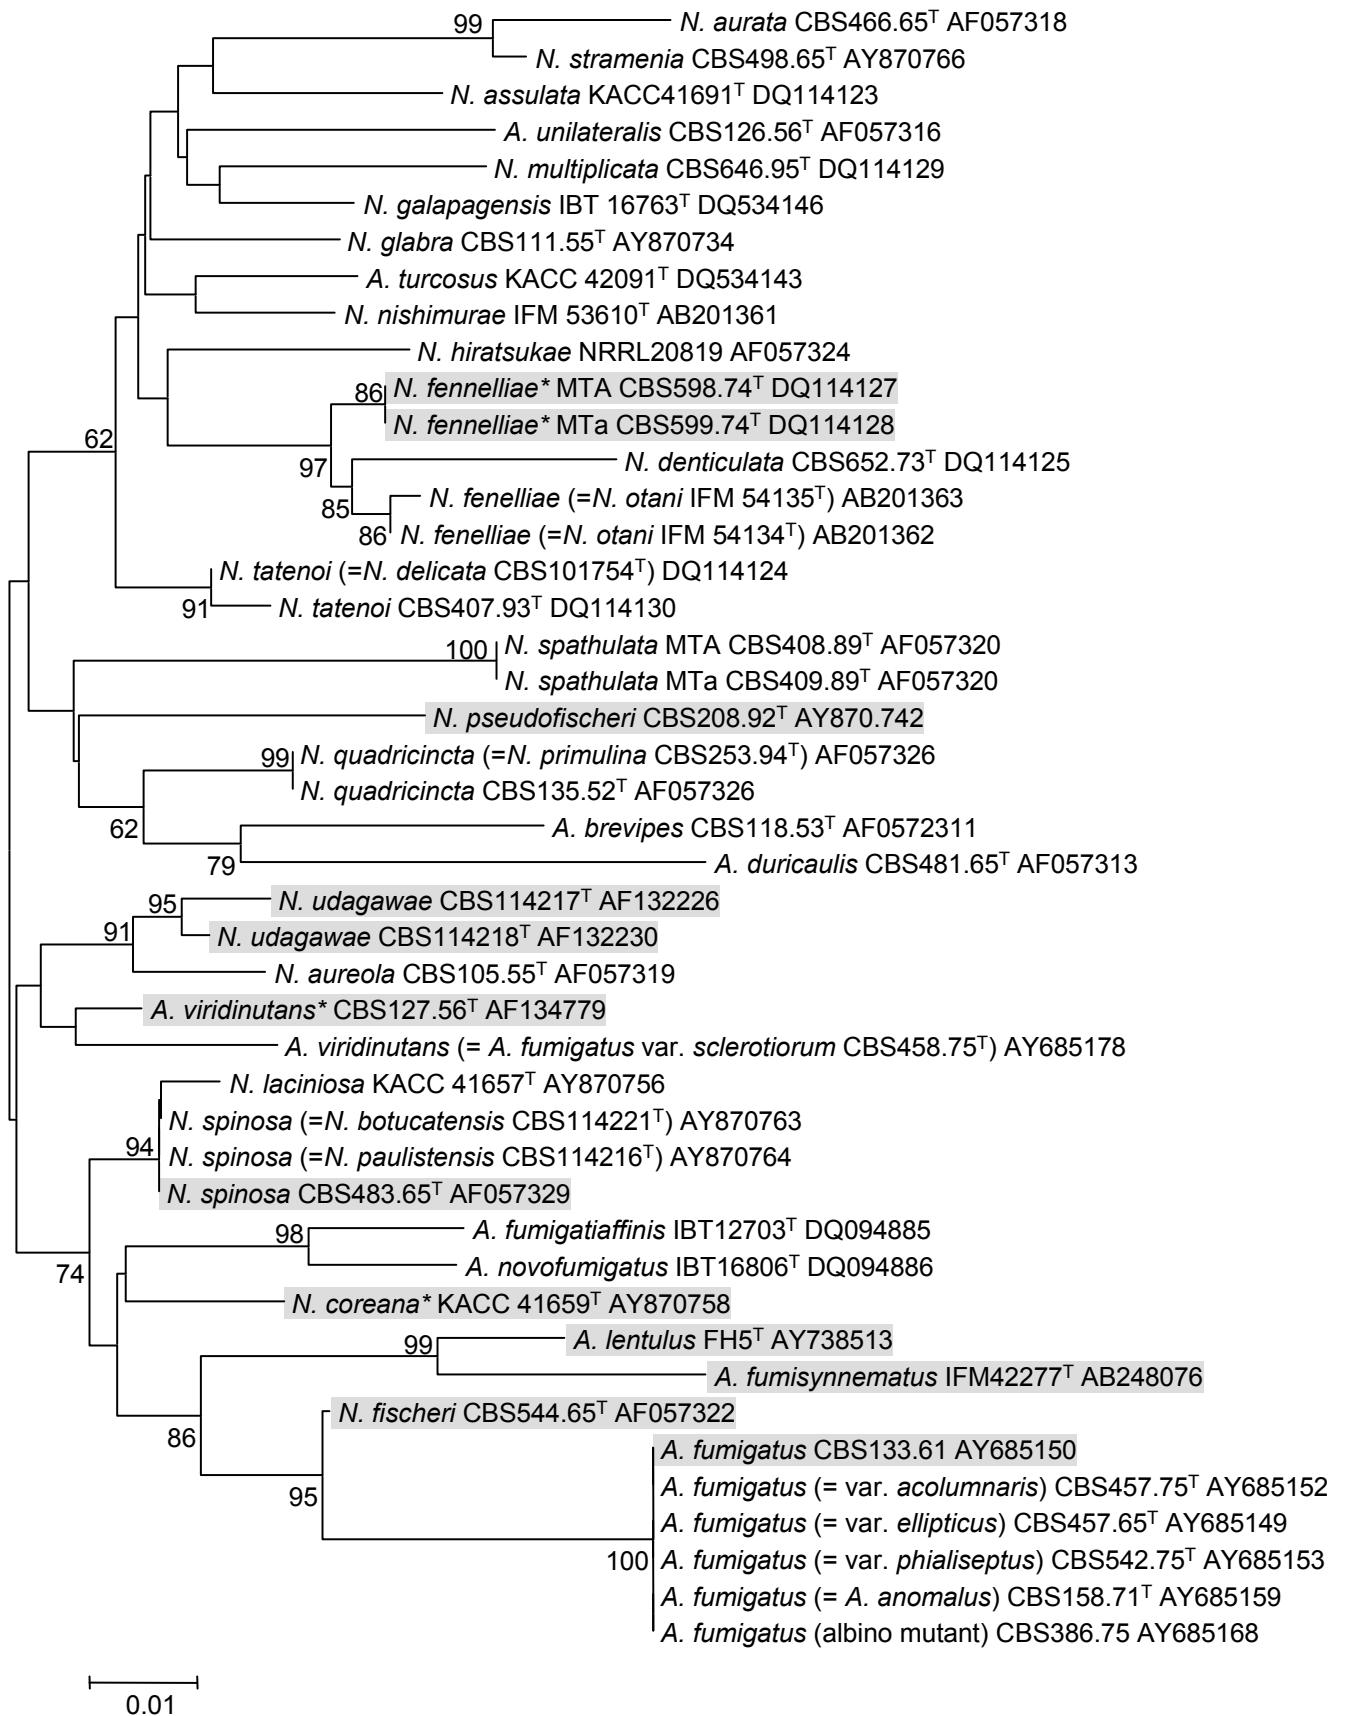 99
N. aurata CBS466.65ᵀ AF057318
N. stramenia CBS498.65ᵀ AY870766
N. assulata KACC41691ᵀ DQ114123
A. unilateralis CBS126.56ᵀ AF057316
N. multiplicata CBS646.95ᵀ DQ114129
N. galapagensis IBT 16763ᵀ DQ534146
N. glabra CBS111.55ᵀ AY870734
A. turcosus KACC 42091ᵀ DQ534143
N. nishimurae IFM 53610ᵀ AB201361
N. hiratsukae NRRL20819 AF057324
86
N. fennelliae* MTA CBS598.74ᵀ DQ114127
N. fennelliae* MTa CBS599.74ᵀ DQ114128
62
97
N. denticulata CBS652.73ᵀ DQ114125
85
N. fenelliae (=N. otani IFM 54135ᵀ) AB201363
86
N. fenelliae (=N. otani IFM 54134ᵀ) AB201362
N. tatenoi (=N. delicata CBS101754ᵀ) DQ114124
91
N. tatenoi CBS407.93ᵀ DQ114130
100
N. spathulata MTA CBS408.89ᵀ AF057320
N. spathulata MTa CBS409.89ᵀ AF057320
N. pseudofischeri CBS208.92ᵀ AY870.742
99
N. quadricincta (=N. primulina CBS253.94ᵀ) AF057326
N. quadricincta CBS135.52ᵀ AF057326
62
A. brevipes CBS118.53ᵀ AF0572311
79
A. duricaulis CBS481.65ᵀ AF057313
95
N. udagawae CBS114217ᵀ AF132226
91
N. udagawae CBS114218ᵀ AF132230
N. aureola CBS105.55ᵀ AF057319
A. viridinutans* CBS127.56ᵀ AF134779
A. viridinutans (= A. fumigatus var. sclerotiorum CBS458.75ᵀ) AY685178
N. laciniosa KACC 41657ᵀ AY870756
N. spinosa (=N. botucatensis CBS114221ᵀ) AY870763
94
N. spinosa (=N. paulistensis CBS114216ᵀ) AY870764
N. spinosa CBS483.65ᵀ AF057329
98
A. fumigatiaffinis IBT12703ᵀ DQ094885
A. novofumigatus IBT16806ᵀ DQ094886
74
N. coreana* KACC 41659ᵀ AY870758
99
A. lentulus FH5ᵀ AY738513
A. fumisynnematus IFM42277ᵀ AB248076
N. fischeri CBS544.65ᵀ AF057322
86
A. fumigatus CBS133.61 AY685150
A. fumigatus (= var. acolumnaris) CBS457.75ᵀ AY685152
95
A. fumigatus (= var. ellipticus) CBS457.65ᵀ AY685149
100
A. fumigatus (= var. phialiseptus) CBS542.75ᵀ AY685153
A. fumigatus (= A. anomalus) CBS158.71ᵀ AY685159
A. fumigatus (albino mutant) CBS386.75 AY685168
0.01